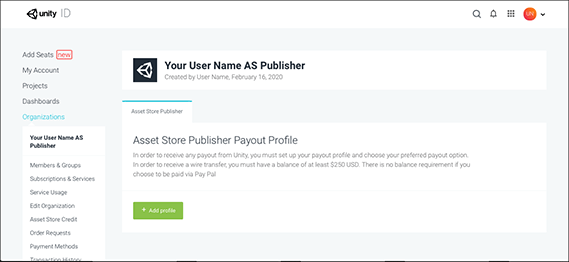 unity ID
UN
Add Seats new
My Account
Projects
Dashboards
Organizations
Your User Name AS
Publisher
Members & Groups
Subscriptions & Services
Service Usage
Edit Organization
Asset Store Credit
Order Requests
Payment Methods
Transaction History
Your User Name AS Publisher
Created by User Name, February 16, 2020
Asset Store Publisher
Asset Store Publisher Payout Profile
In order to receive any payout from Unity, you must set up your payout profile and choose your preferred payout option.
In order to receive a wire transfer, you must have a balance of at least $250 USD. There is no balance requirement if you
choose to be paid via Pay Pal
+ Add profile